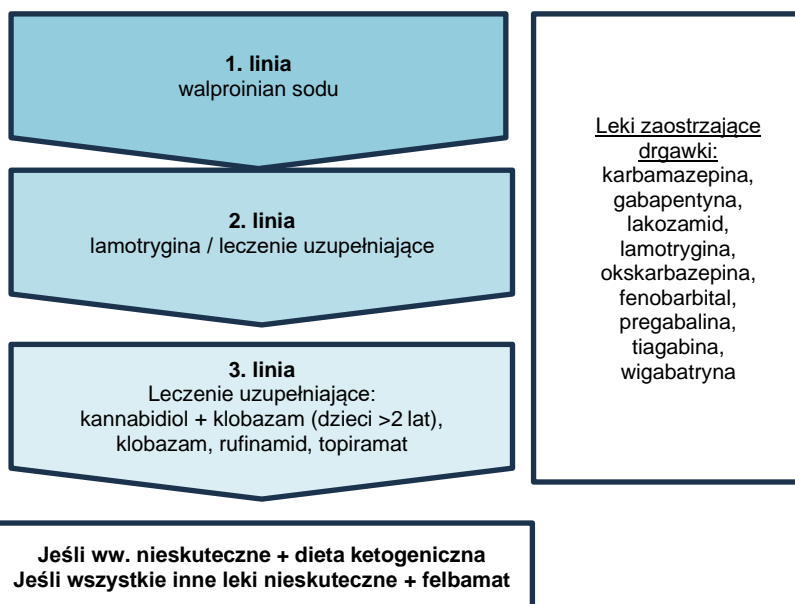 1. linia
walproinian sodu
2. linia
lamotrygina / leczenie uzupełniające
3. linia
Leczenie uzupełniające:
kannabidiol + klobazam (dzieci >2 lat),
klobazam, rufinamid, topiramat
Jeśli ww. nieskuteczne + dieta ketogeniczna
Jeśli wszystkie inne leki nieskuteczne + felbamat
Leki zaostrzające
drgawki:
karbamazepina,
gabapentyna,
lakozamid,
lamotrygina,
okskarbazepina,
fenobarbital,
pregabalina,
tiagabina,
wigabatryna